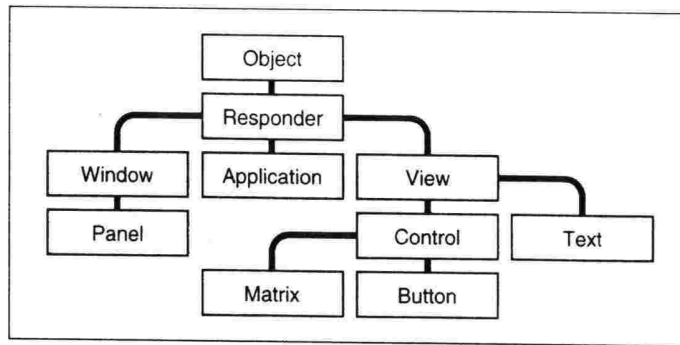 Object
Responder
Window
Application
View
Panel
Control
Text
Matrix
Button